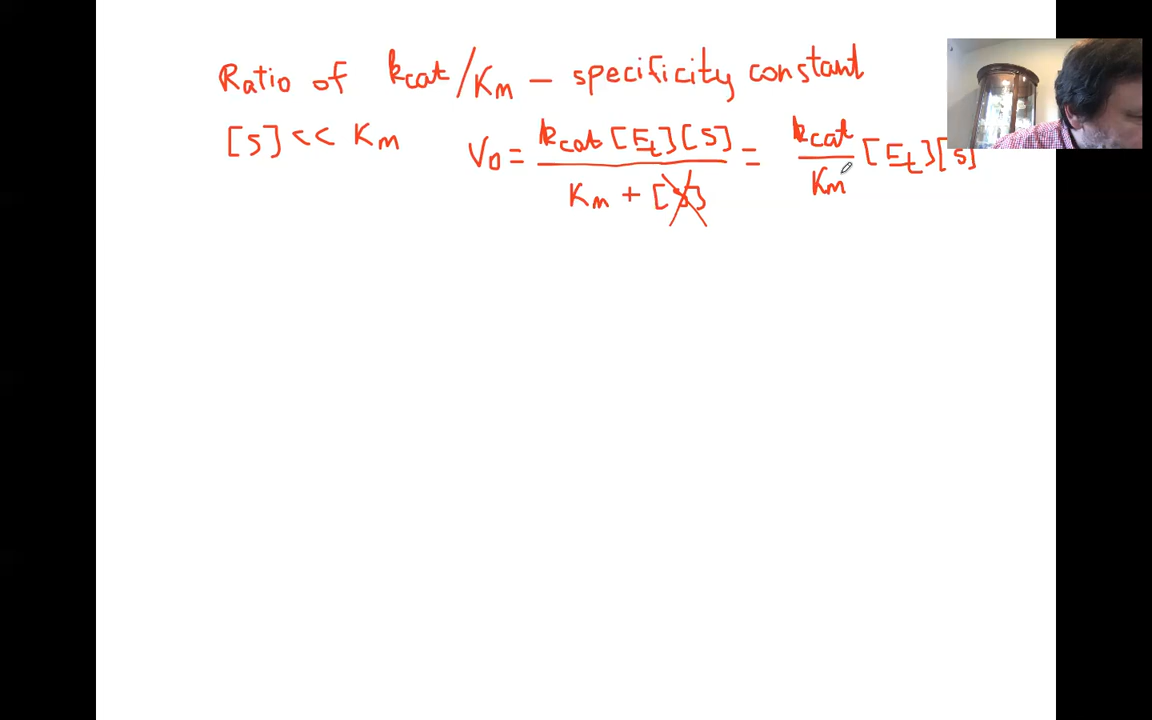 Ratio of kcat/Km – specificity constant
[S] << Km V0 = kcat[Et][S] / Km + [S] = kcat / Km [Et][S]